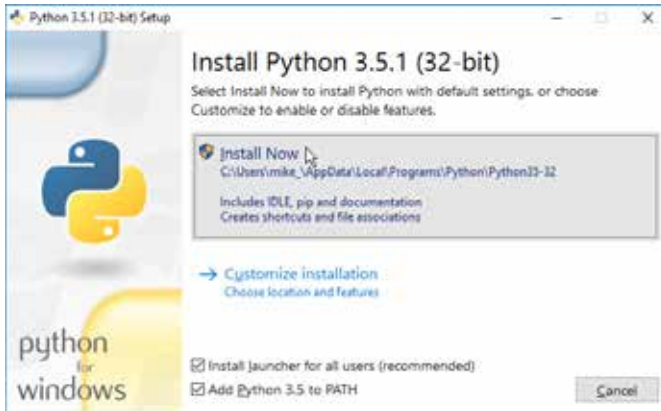 Python 3.5.1 (32-bit) Setup
Install Python 3.5.1 (32-bit)
Select Install Now to install Python with default settings, or choose
Customize to enable or disable features.
Install Now
C:\Users\mike_\AppData\Local\Programs\Python\Python35-32
Includes IDLE, pip and documentation
Creates shortcuts and file associations
Customize installation
Choose location and features
python
for
windows
Install launcher for all users (recommended)
Add Python 3.5 to PATH
Cancel